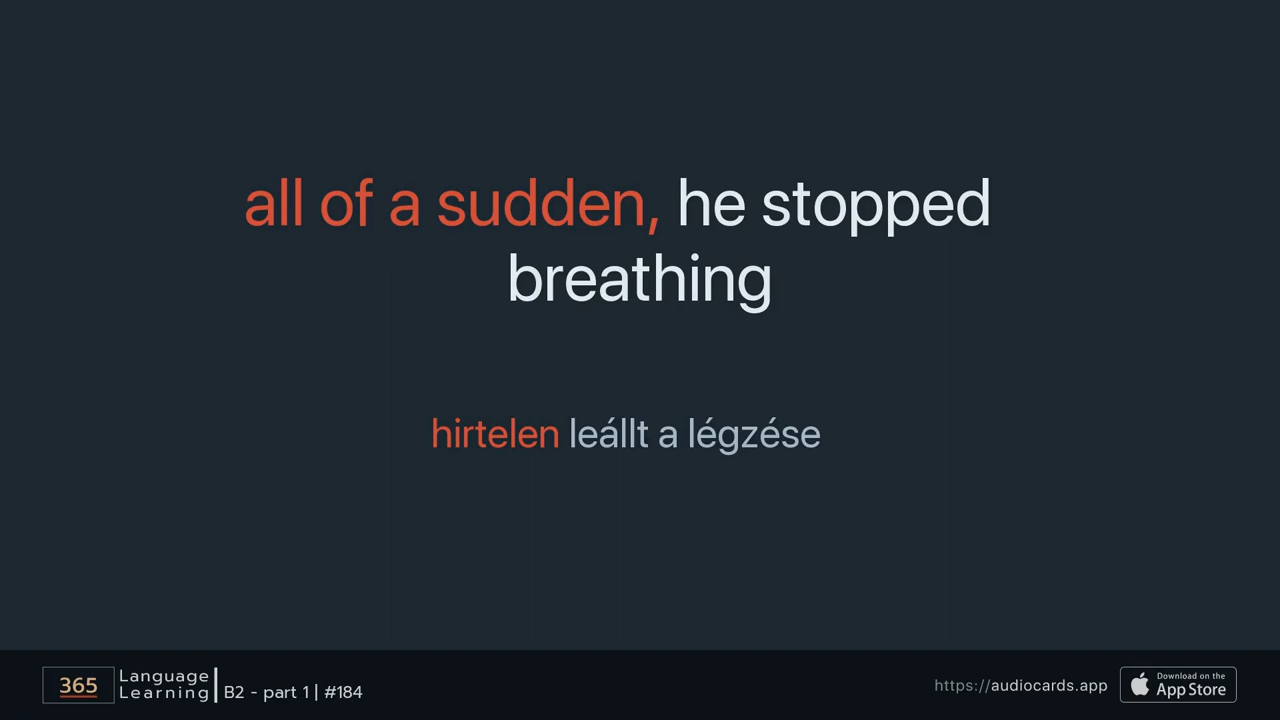 all of a sudden, he stopped
breathing
hirtelen leállt a légzése
365
Language
Learning
B2 - part 1 | #184
https://audiocards.app
Download on the
App Store